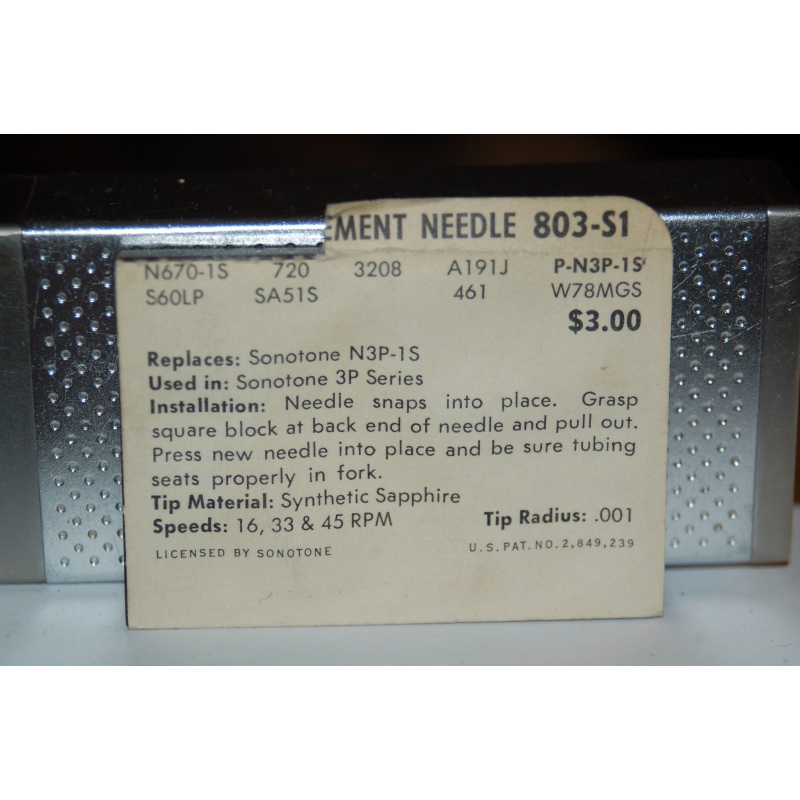 EMENT NEEDLE 803-S1
N670-1S 720 3208 A191J P-N3P-1S
S60LP SA51S 461 W78MGS
$3.00
Replaces: Sonotone N3P-1S
Used in: Sonotone 3P Series
Installation: Needle snaps into place. Grasp
square block at back end of needle and pull out.
Press new needle into place and be sure tubing
seats properly in fork.
Tip Material: Synthetic Sapphire
Speeds: 16, 33 & 45 RPM Tip Radius: .001
LICENSED BY SONOTONE U.S. PAT. NO. 2,849,239